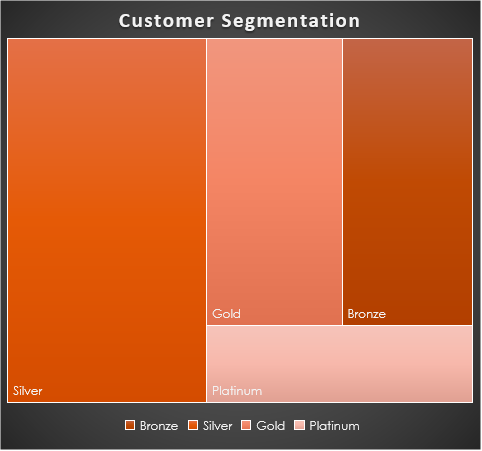 Customer Segmentation
Gold
Bronze
Silver
Platinum
Bronze Silver Gold Platinum